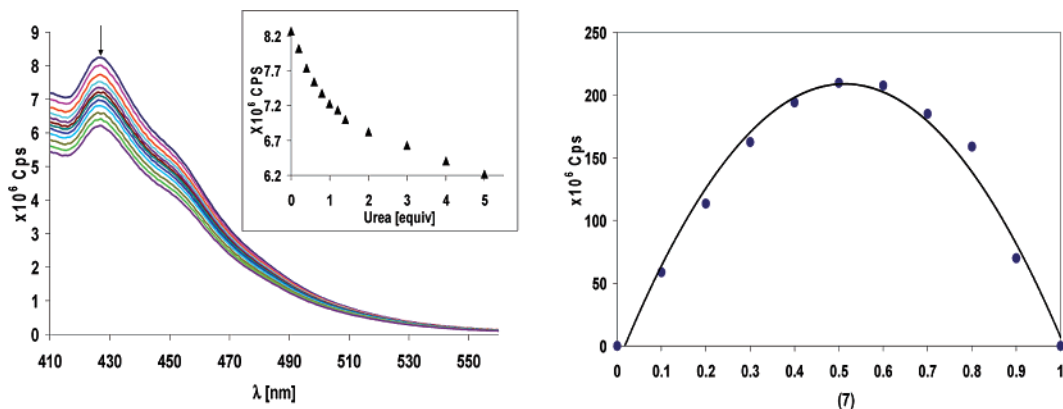 x10⁶ Cps
9
8
7
6
5
4
3
2
1
0
410 430 450 470 490 510 530 550
λ [nm]
X10⁶ CPS
8.2
7.7
7.2
6.7
6.2
0 1 2 3 4 5
Urea [equiv]
x10⁶ Cps
250
200
150
100
50
0
0 0.1 0.2 0.3 0.4 0.5 0.6 0.7 0.8 0.9 1
(7)